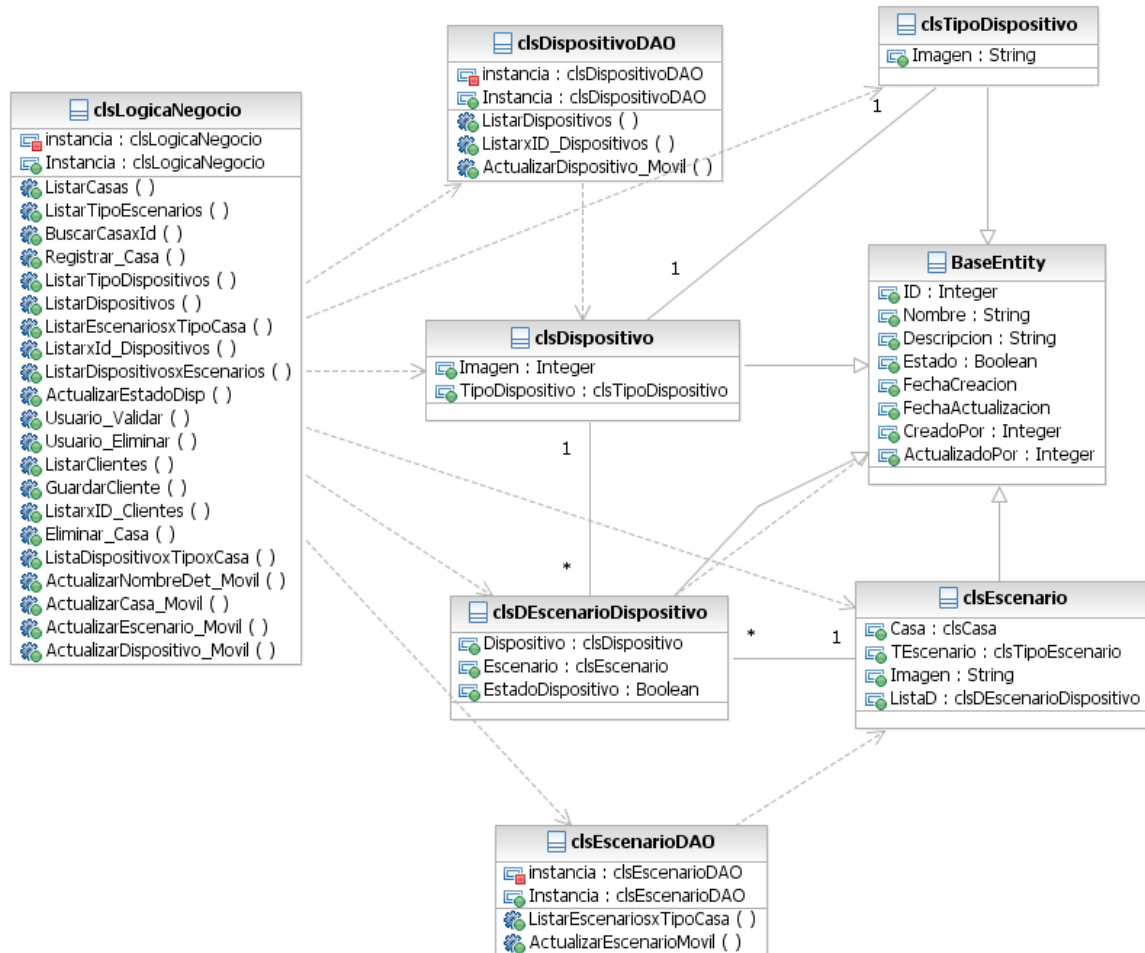 clsTipoDispositivo
Imagen : String
clsDispositivoDAO
instancia : clsDispositivoDAO
Instancia : clsDispositivoDAO
ListarDispositivos ( )
ListarxID_Dispositivos ( )
ActualizarDispositivo_Movil ( )
clsLogicaNegocio
instancia : clsLogicaNegocio
Instancia : clsLogicaNegocio
ListarCasas ( )
ListarTipoEscenarios ( )
BuscarCasaxId ( )
Registrar_Casa ( )
ListarTipoDispositivos ( )
ListarDispositivos ( )
ListarEscenariosxTipoCasa ( )
ListarxId_Dispositivos ( )
ListarDispositivosxEscenarios ( )
ActualizarEstadoDisp ( )
Usuario_Validar ( )
Usuario_Eliminar ( )
ListarClientes ( )
GuardarCliente ( )
ListarxID_Clientes ( )
Eliminar_Casa ( )
ListaDispositivoxTipoxCasa ( )
ActualizarNombreDet_Movil ( )
ActualizarCasa_Movil ( )
ActualizarEscenario_Movil ( )
ActualizarDispositivo_Movil ( )
1
1
BaseEntity
ID : Integer
Nombre : String
Descripcion : String
Estado : Boolean
FechaCreacion
FechaActualizacion
CreadoPor : Integer
ActualizadoPor : Integer
clsDispositivo
Imagen : Integer
TipoDispositivo : clsTipoDispositivo
1
*
clsDEscenarioDispositivo
Dispositivo : clsDispositivo
Escenario : clsEscenario
EstadoDispositivo : Boolean
*
1
clsEscenario
Casa : clsCasa
TEscenario : clsTipoEscenario
Imagen : String
ListaD : clsDEscenarioDispositivo
clsEscenarioDAO
instancia : clsEscenarioDAO
Instancia : clsEscenarioDAO
ListarEscenariosxTipoCasa ( )
ActualizarEscenarioMovil ( )